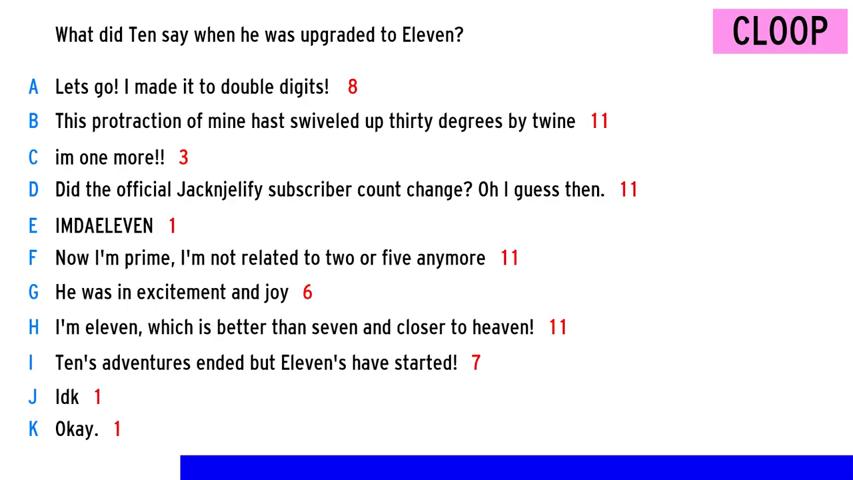 What did Ten say when he was upgraded to Eleven?
CLOOP
A Lets go! I made it to double digits! 8
B This protraction of mine hast swiveled up thirty degrees by twine 11
C im one more!! 3
D Did the official Jacknjelify subscriber count change? Oh I guess then. 11
E IMDAELEVEN 1
F Now I'm prime, I'm not related to two or five anymore 11
G He was in excitement and joy 6
H I'm eleven, which is better than seven and closer to heaven! 11
I Ten's adventures ended but Eleven's have started! 7
J Idk 1
K Okay. 1